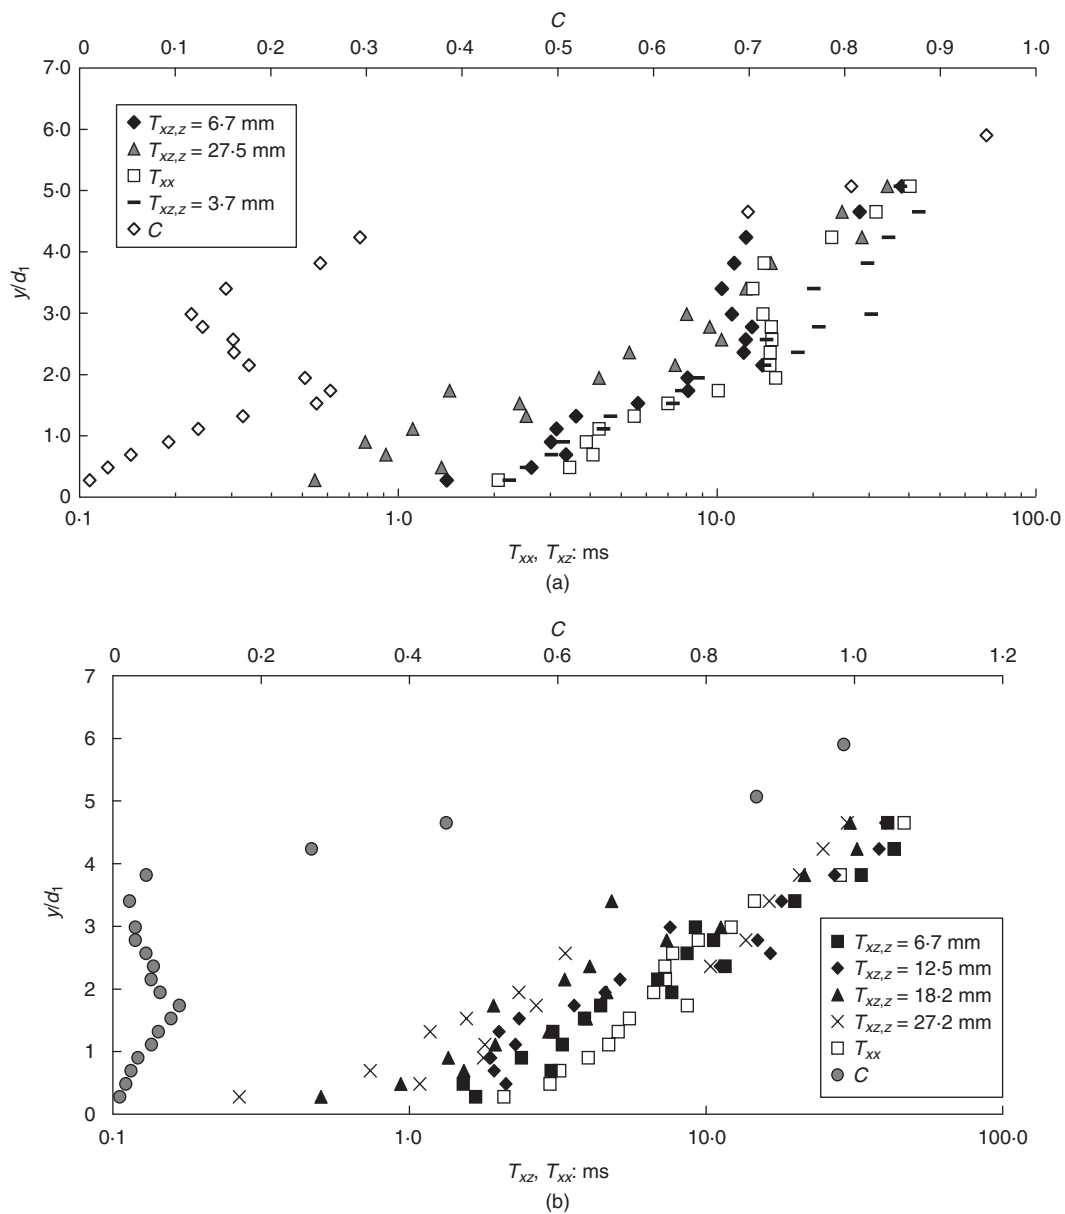 C
0 0·1 0·2 0·3 0·4 0·5 0·6 0·7 0·8 0·9 1·0
7·0
6·0
5·0
4·0
3·0
2·0
1·0
0
y/d1
Txz,z = 6·7 mm
Txz,z = 27·5 mm
Txx
Txz,z = 3·7 mm
C
0·1 1·0 10·0 100·0
Txx, Txz: ms
(a)
C
0 0·2 0·4 0·6 0·8 1·0 1·2
7
6
5
4
3
2
1
0
y/d1
Txz,z = 6·7 mm
Txz,z = 12·5 mm
Txz,z = 18·2 mm
Txz,z = 27·2 mm
Txx
C
0·1 1·0 10·0 100·0
Txz, Txx: ms
(b)